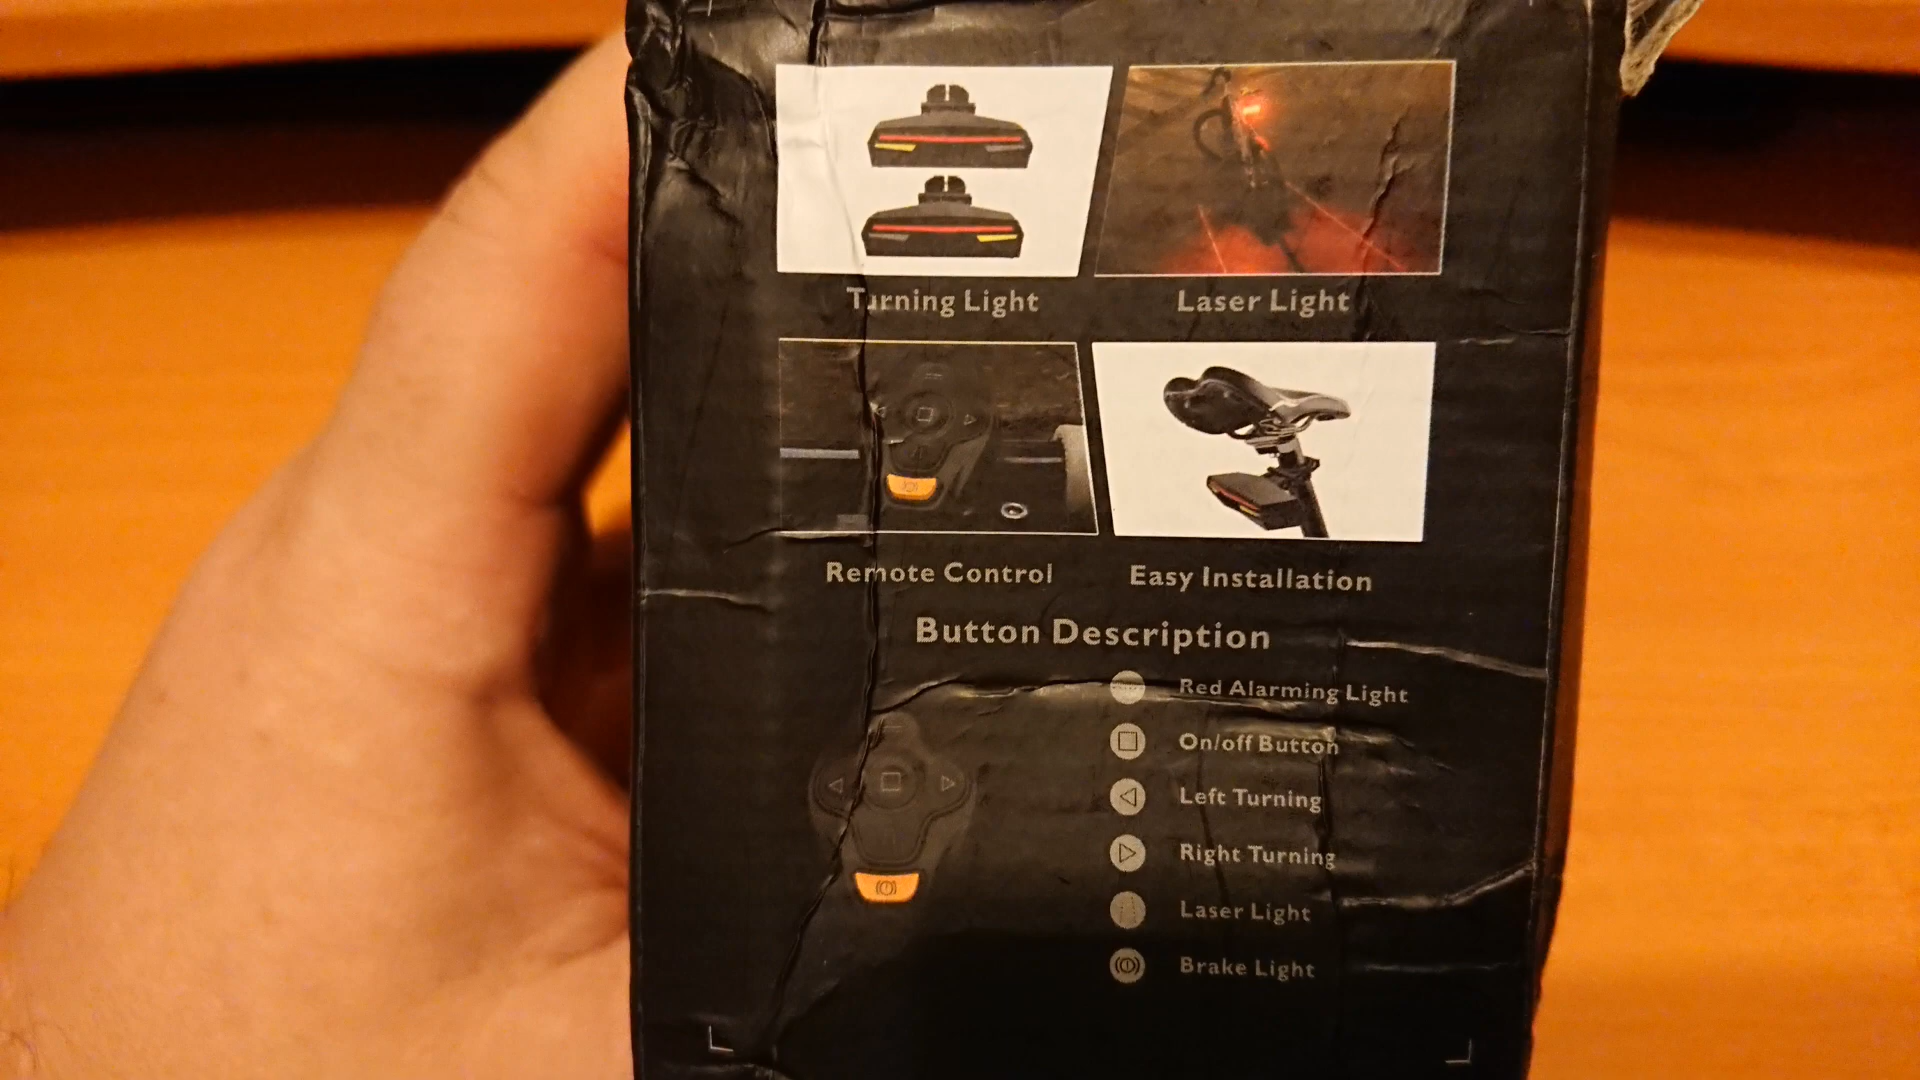 Turning Light
Laser Light
Remote Control
Easy Installation
Button Description
Red Alarming Light
On/off Button
Left Turning
Right Turning
Laser Light
Brake Light